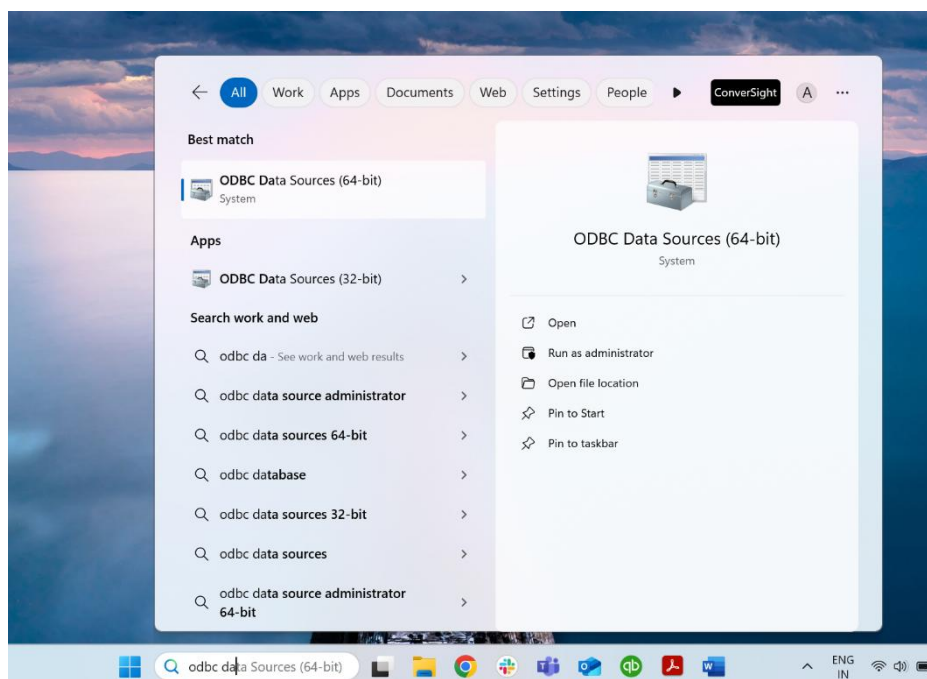 All Work Apps Documents Web Settings People ConverSight A
Best match
ODBC Data Sources (64-bit)
System
Apps
ODBC Data Sources (32-bit)
Search work and web
odbc da - See work and web results
odbc data source administrator
odbc data sources 64-bit
odbc database
odbc data sources 32-bit
odbc data sources
odbc data source administrator
64-bit
ODBC Data Sources (64-bit)
System
Open
Run as administrator
Open file location
Pin to Start
Pin to taskbar
odbc data Sources (64-bit)
qb
W
ENG
IN